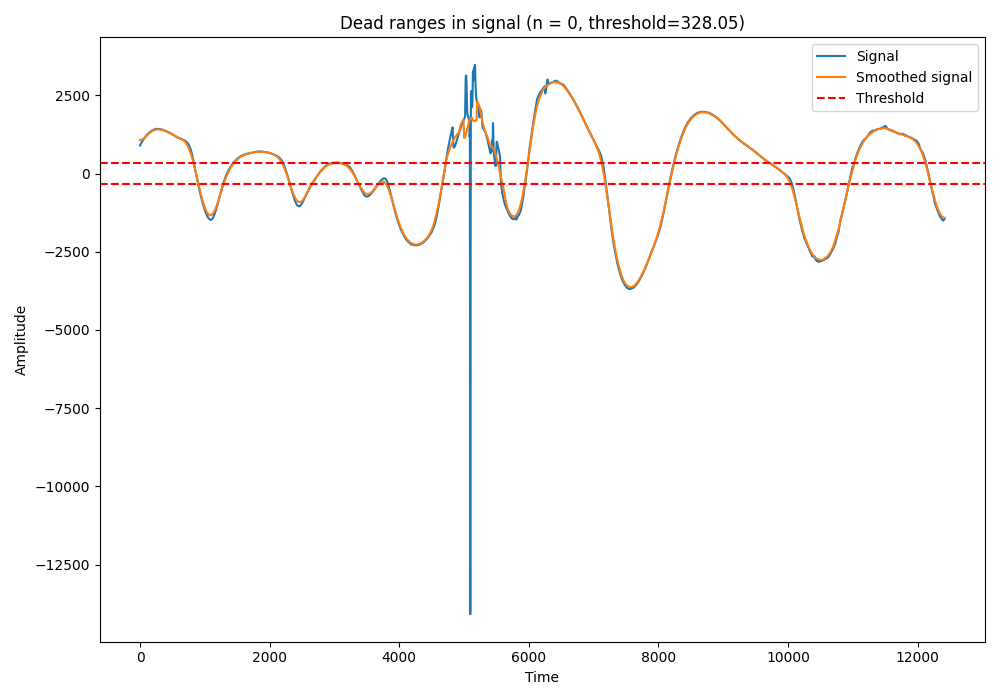 Dead ranges in signal (n = 0, threshold=328.05)
Signal
Smoothed signal
Threshold
Amplitude
2500
0
−2500
−5000
−7500
−10000
−12500
0 2000 4000 6000 8000 10000 12000
Time